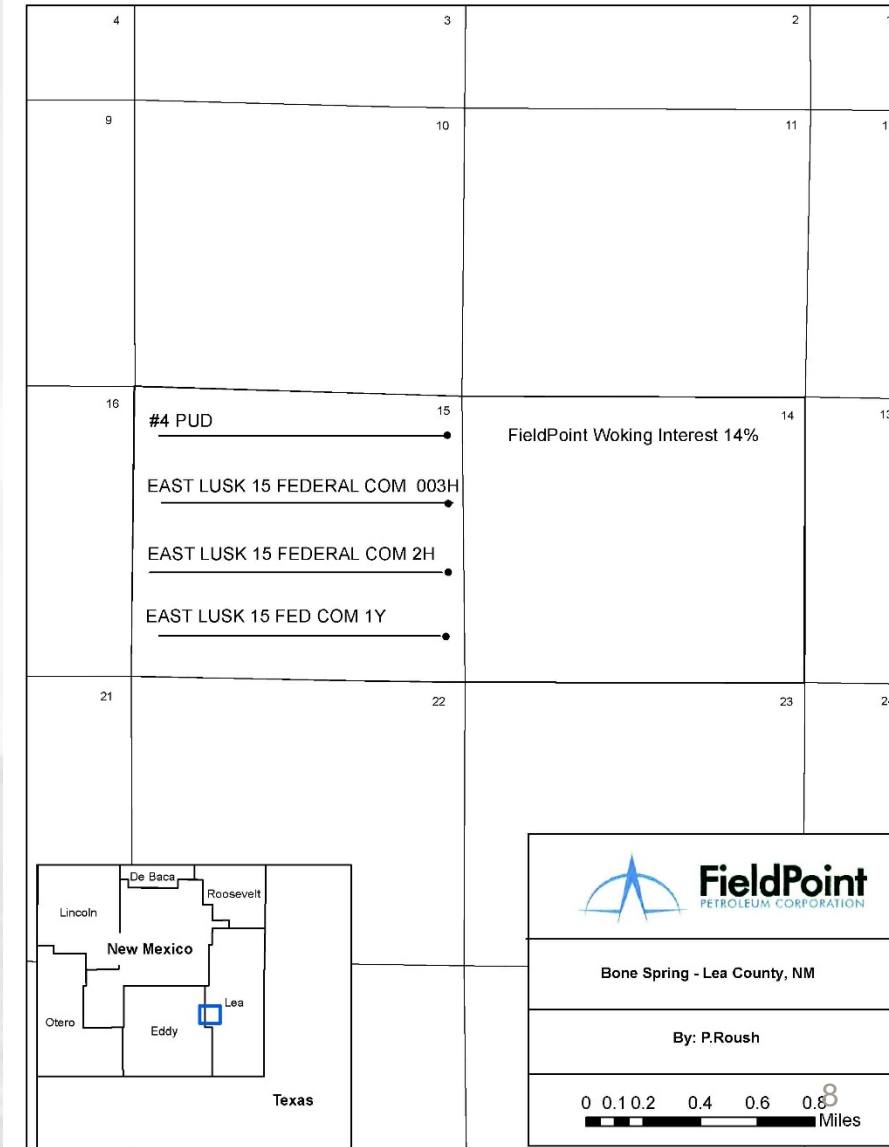 4 3 2 1
9 10 11
16 15 14 13
#4 PUD
FieldPoint Woking Interest 14%
EAST LUSK 15 FEDERAL COM 003H
EAST LUSK 15 FEDERAL COM 2H
EAST LUSK 15 FED COM 1Y
21 22 23
De Baca
Roosevelt
Lincoln
New Mexico
Lea
Otero
Eddy
Texas
FieldPoint
PETROLEUM CORPORATION
Bone Spring - Lea County, NM
By: P.Roush
0 0.1 0.2 0.4 0.6 0.8
Miles
8